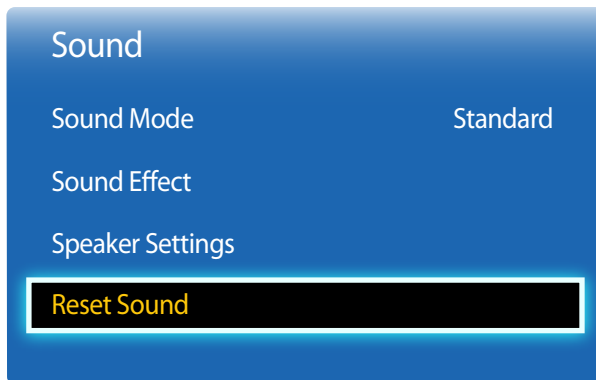 Sound
Sound Mode Standard
Sound Effect
Speaker Settings
Reset Sound